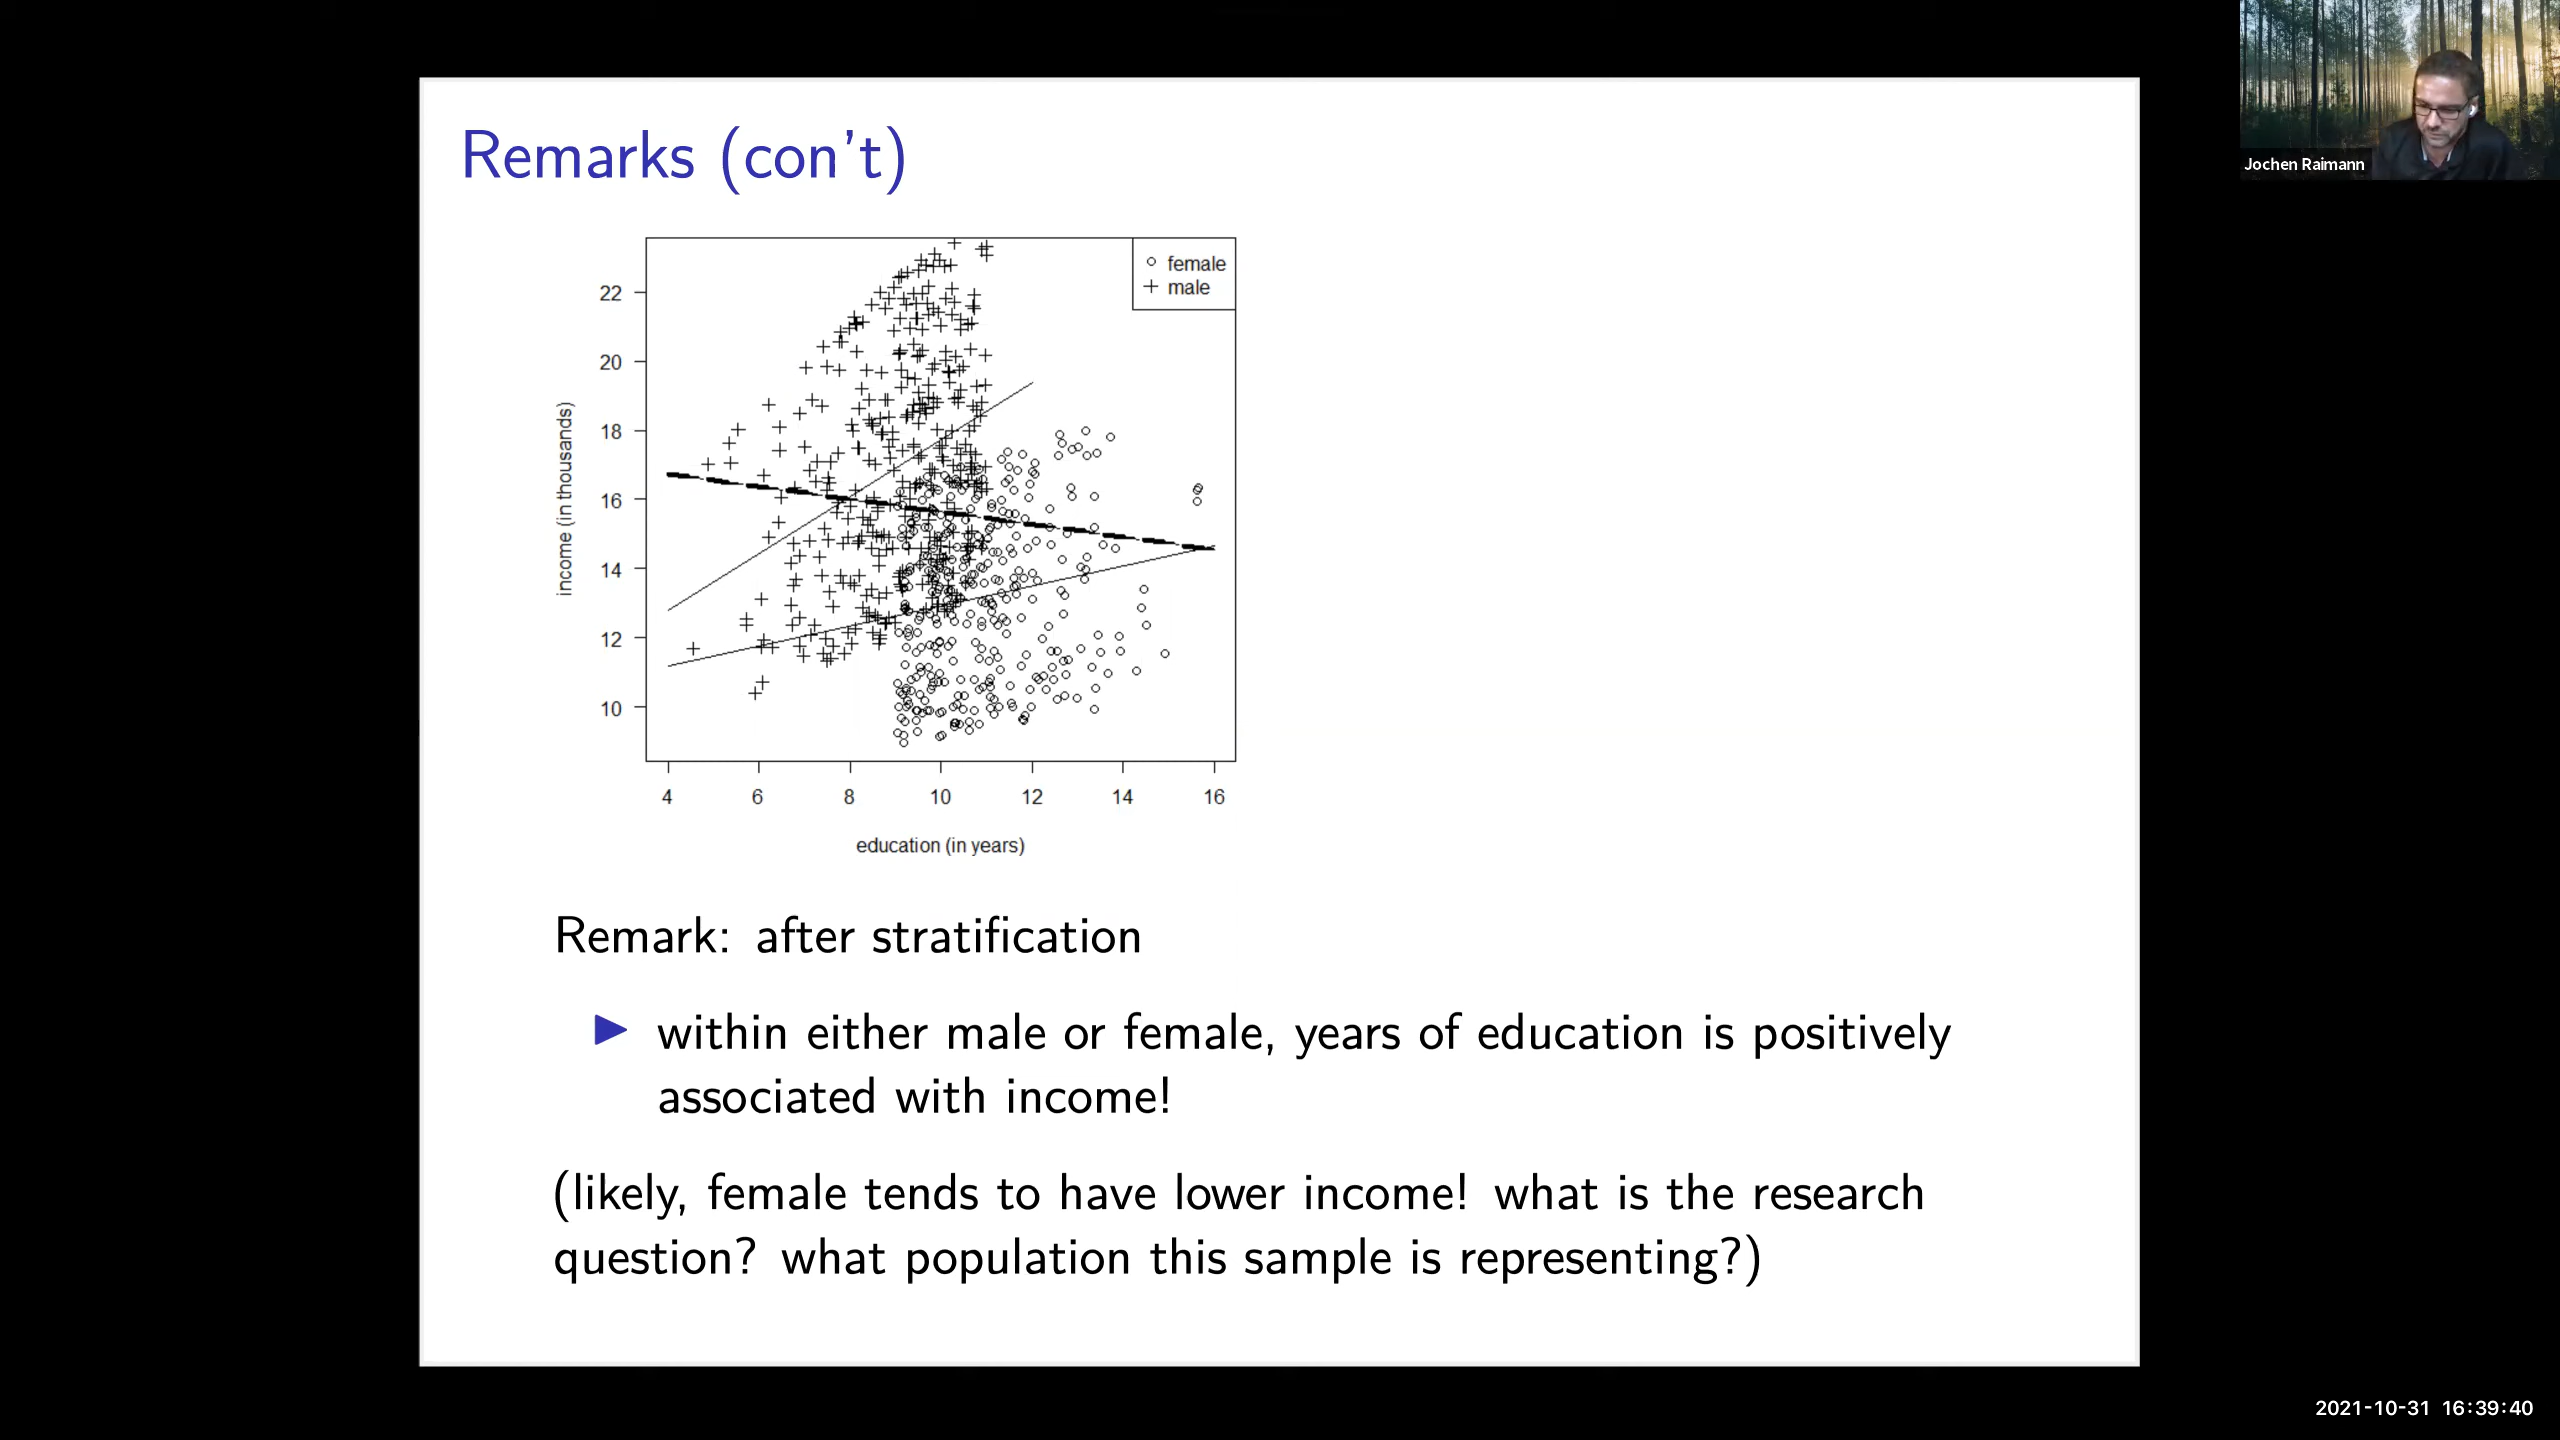 Jochen Raimann
Remarks (con't)
female
male
22
20
18
16
14
12
10
income (in thousands)
4 6 8 10 12 14 16
education (in years)
Remark: after stratification
within either male or female, years of education is positively
associated with income!
(likely, female tends to have lower income! what is the research
question? what population this sample is representing?)
2021-10-31 16:39:40